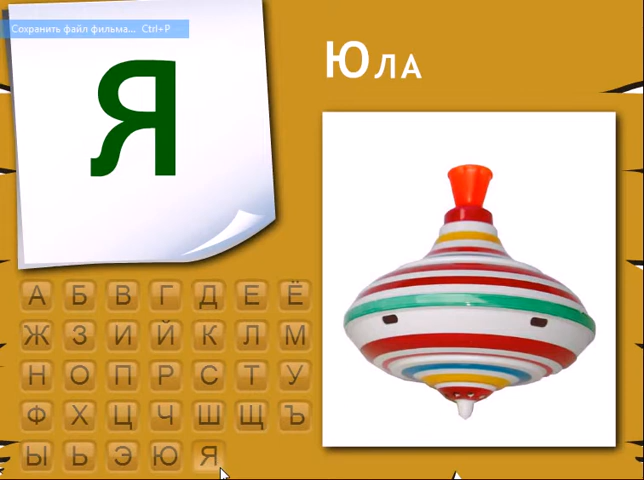 Сохранить файл фильма... Ctrl+P
Я
Юла
А Б В Г Д Е Ё
Ж З И Й К Л М
Н О П Р С Т У
Ф Х Ц Ч Ш Щ Ъ
Ы Ь Э Ю Я